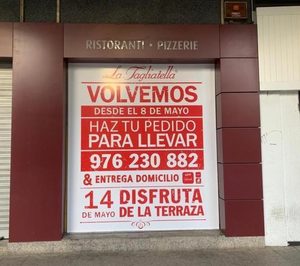 RISTORANTI • PIZZERIE
La Tagliatella
VOLVEMOS
DESDE EL 8 DE MAYO
HAZ TU PEDIDO
PARA LLEVAR
976 230 882
& ENTREGA DOMICILIO
14 DISFRUTA
DE MAYO DE LA TERRAZA